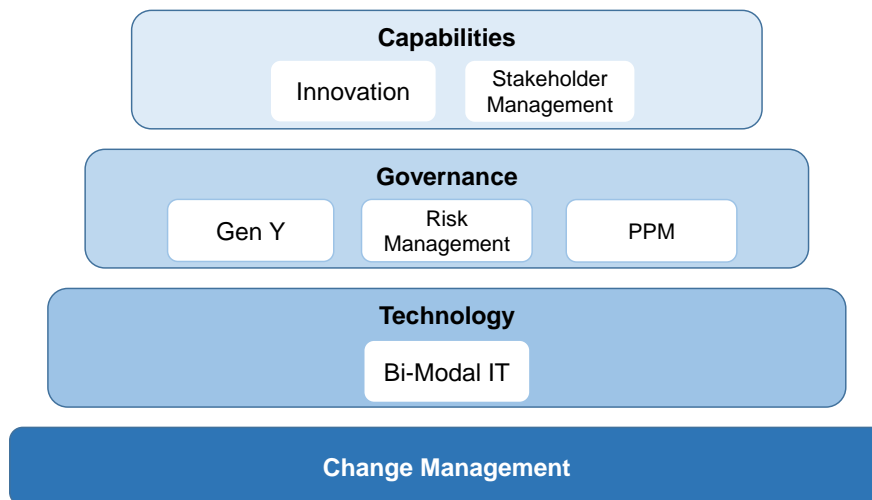 Capabilities
Innovation
Stakeholder
Management
Governance
Gen Y
Risk
Management
PPM
Technology
Bi-Modal IT
Change Management